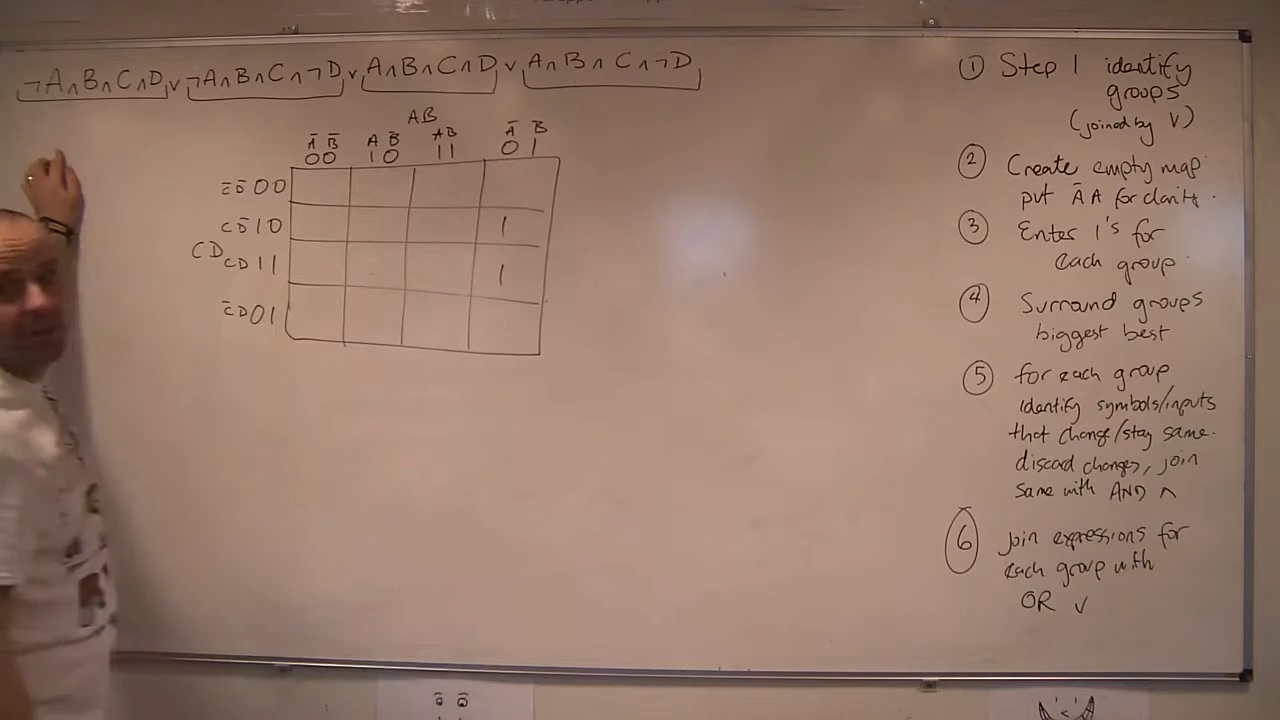 ¬A∧B∧C∧D ∨ ¬A∧B∧C∧¬D ∨ A∧B∧C∧D ∨ A∧B∧C∧¬D
AB
Ā B̄ A B̄ AB Ā B
00 10 11 01
C̄D̄ 00
CD̄ 10 1
CD
CD 11 1
C̄D 01
① Step 1 identify
groups
(joined by V)
② Create empty map
put Ā A for clarity.
③ Enter 1's for
each group
④ Surround groups
biggest best
⑤ for each group
identify symbols/inputs
that change/stay same.
discard changes, join
same with AND ∧
⑥ join expressions for
each group with
OR ∨